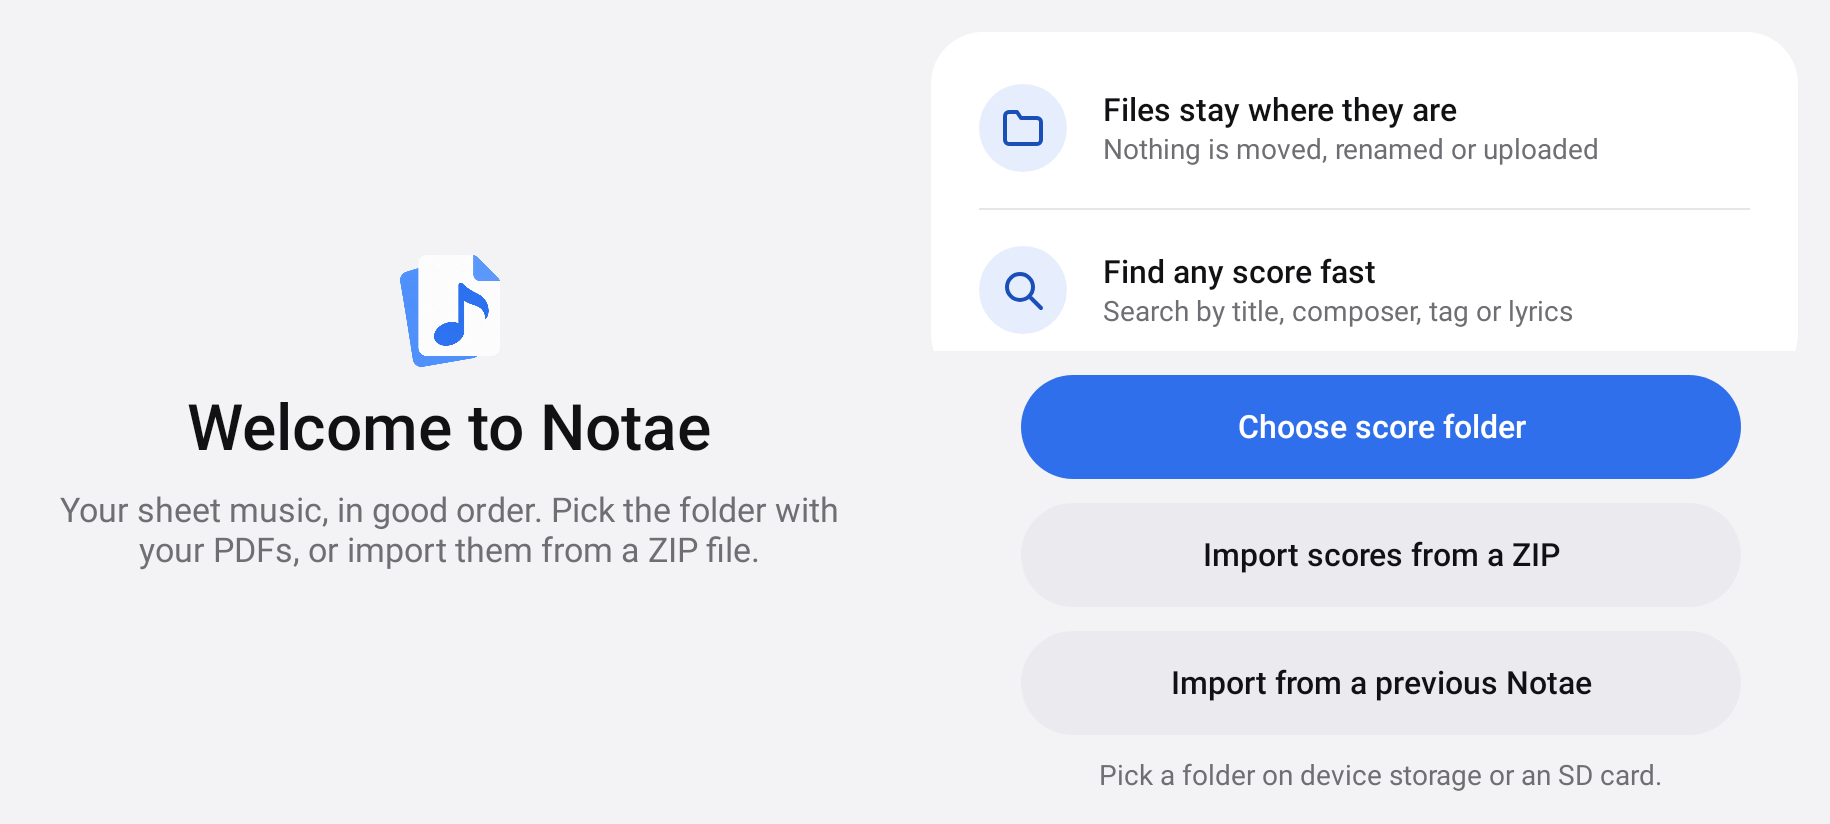 Welcome to Notae
Your sheet music, in good order. Pick the folder with
your PDFs, or import them from a ZIP file.
Files stay where they are
Nothing is moved, renamed or uploaded
Find any score fast
Search by title, composer, tag or lyrics
Choose score folder
Import scores from a ZIP
Import from a previous Notae
Pick a folder on device storage or an SD card.